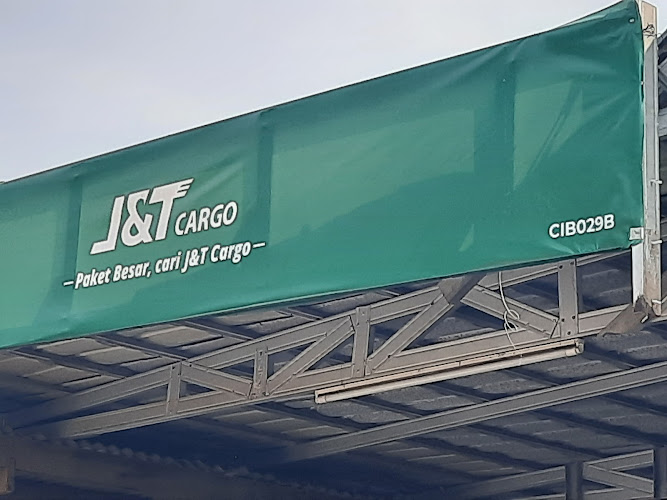 J&T CARGO
—Paket Besar, cari J&T Cargo—
CIB029B